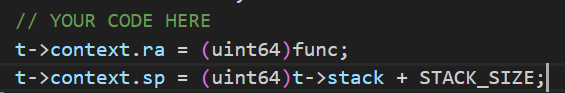 // YOUR CODE HERE
t->context.ra = (uint64)func;
t->context.sp = (uint64)t->stack + STACK_SIZE;